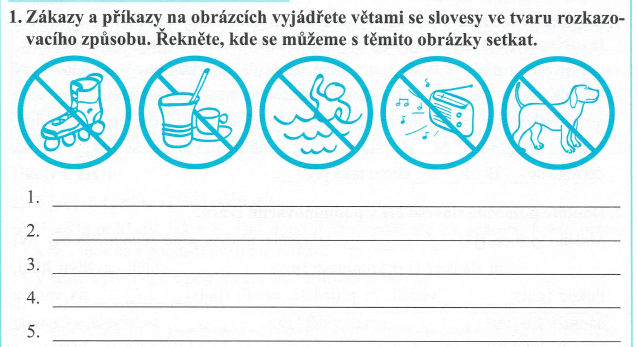 1. Zákazy a příkazy na obrázcích vyjádřete větami se slovesy ve tvaru rozkazo-
vacího způsobu. Řekněte, kde se můžeme s těmito obrázky setkat.
1.
2.
3.
4.
5.